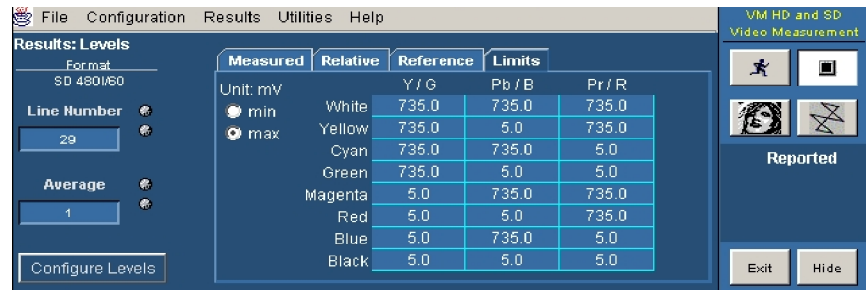 File Configuration Results Utilities Help
VM HD and SD
Video Measurement
Results: Levels
Format
SD 480I/60
Line Number
29
Average
1
Configure Levels
Measured Relative Reference Limits
Unit: mV
min
max
Y / G Pb / B Pr / R
White 735.0 735.0 735.0
Yellow 735.0 5.0 735.0
Cyan 735.0 735.0 5.0
Green 735.0 5.0 5.0
Magenta 5.0 735.0 735.0
Red 5.0 5.0 735.0
Blue 5.0 735.0 5.0
Black 5.0 5.0 5.0
Reported
Exit Hide